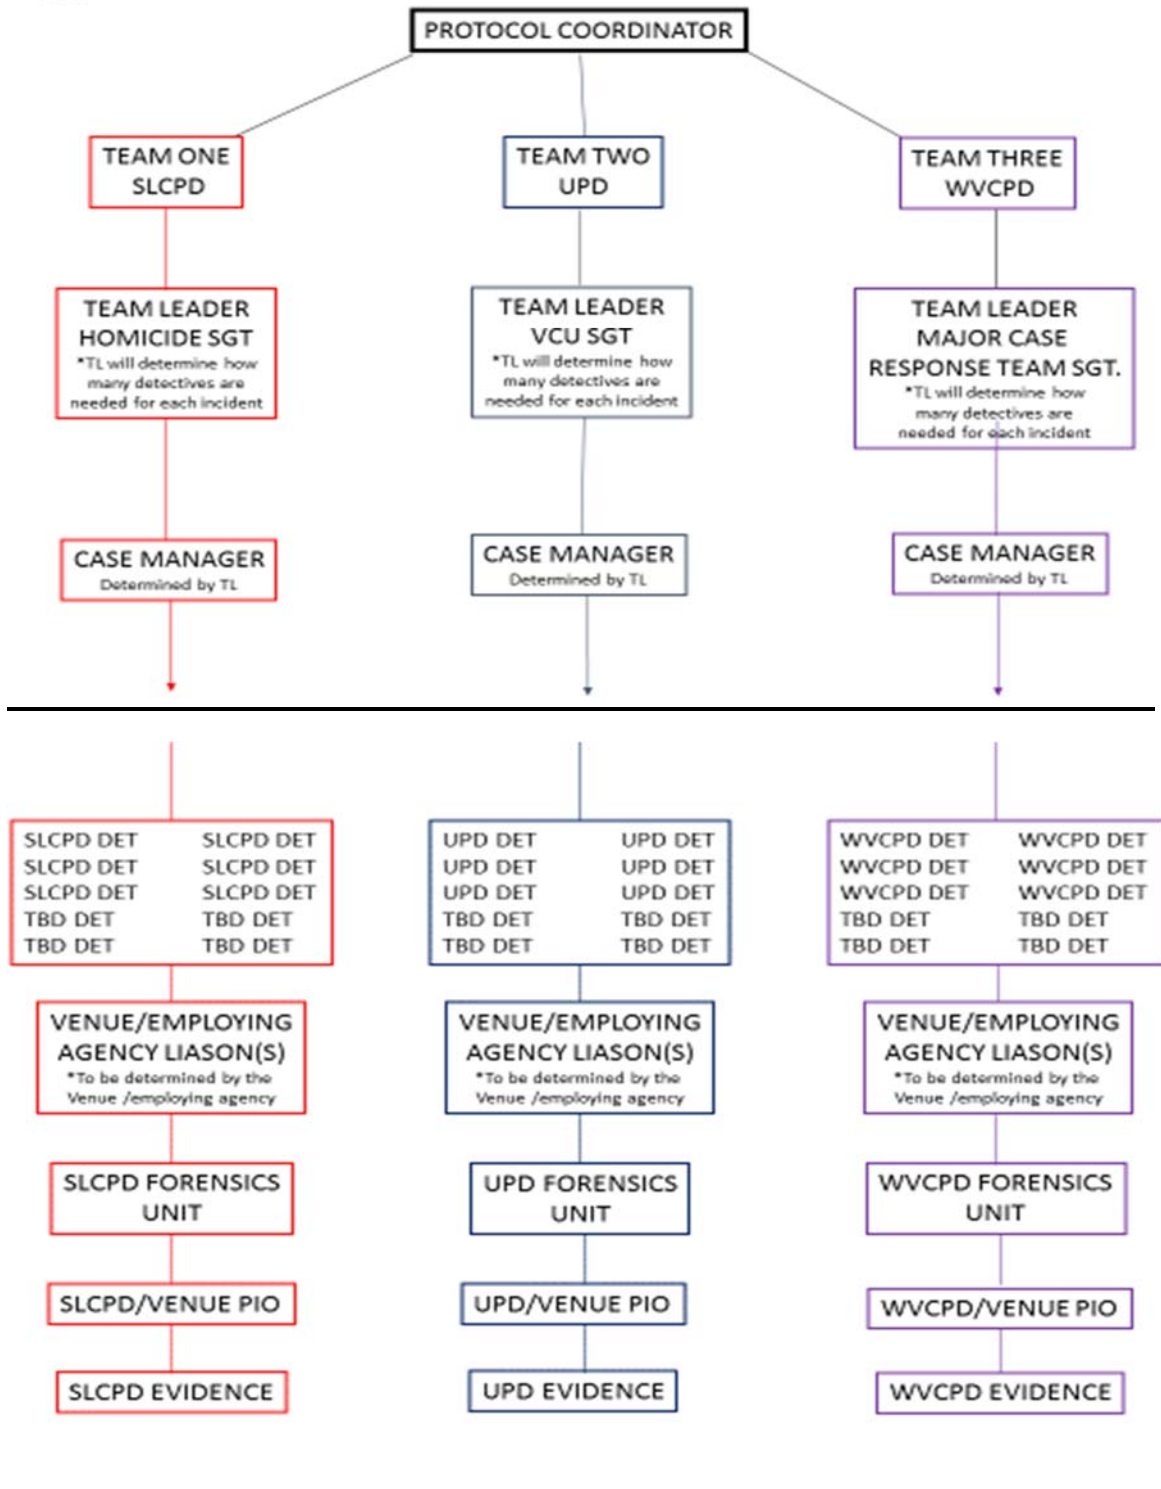 PROTOCOL COORDINATOR
TEAM ONE
SLCPD
TEAM LEADER
HOMICIDE SGT
*TL will determine how
many detectives are
needed for each incident
CASE MANAGER
Determined by TL
TEAM TWO
UPD
TEAM LEADER
VCU SGT
*TL will determine how
many detectives are
needed for each incident
CASE MANAGER
Determined by TL
TEAM THREE
WVCPD
TEAM LEADER
MAJOR CASE
RESPONSE TEAM SGT.
*TL will determine how
many detectives are
needed for each incident
CASE MANAGER
Determined by TL
SLCPD DET SLCPD DET
SLCPD DET SLCPD DET
SLCPD DET SLCPD DET
TBD DET TBD DET
TBD DET TBD DET
VENUE/EMPLOYING
AGENCY LIASON(S)
*To be determined by the
Venue /employing agency
SLCPD FORENSICS
UNIT
SLCPD/VENUE PIO
SLCPD EVIDENCE
UPD DET UPD DET
UPD DET UPD DET
UPD DET UPD DET
TBD DET TBD DET
TBD DET TBD DET
VENUE/EMPLOYING
AGENCY LIASON(S)
*To be determined by the
Venue /employing agency
UPD FORENSICS
UNIT
UPD/VENUE PIO
UPD EVIDENCE
WVCPD DET WVCPD DET
WVCPD DET WVCPD DET
WVCPD DET WVCPD DET
TBD DET TBD DET
TBD DET TBD DET
VENUE/EMPLOYING
AGENCY LIASON(S)
*To be determined by the
Venue /employing agency
WVCPD FORENSICS
UNIT
WVCPD/VENUE PIO
WVCPD EVIDENCE